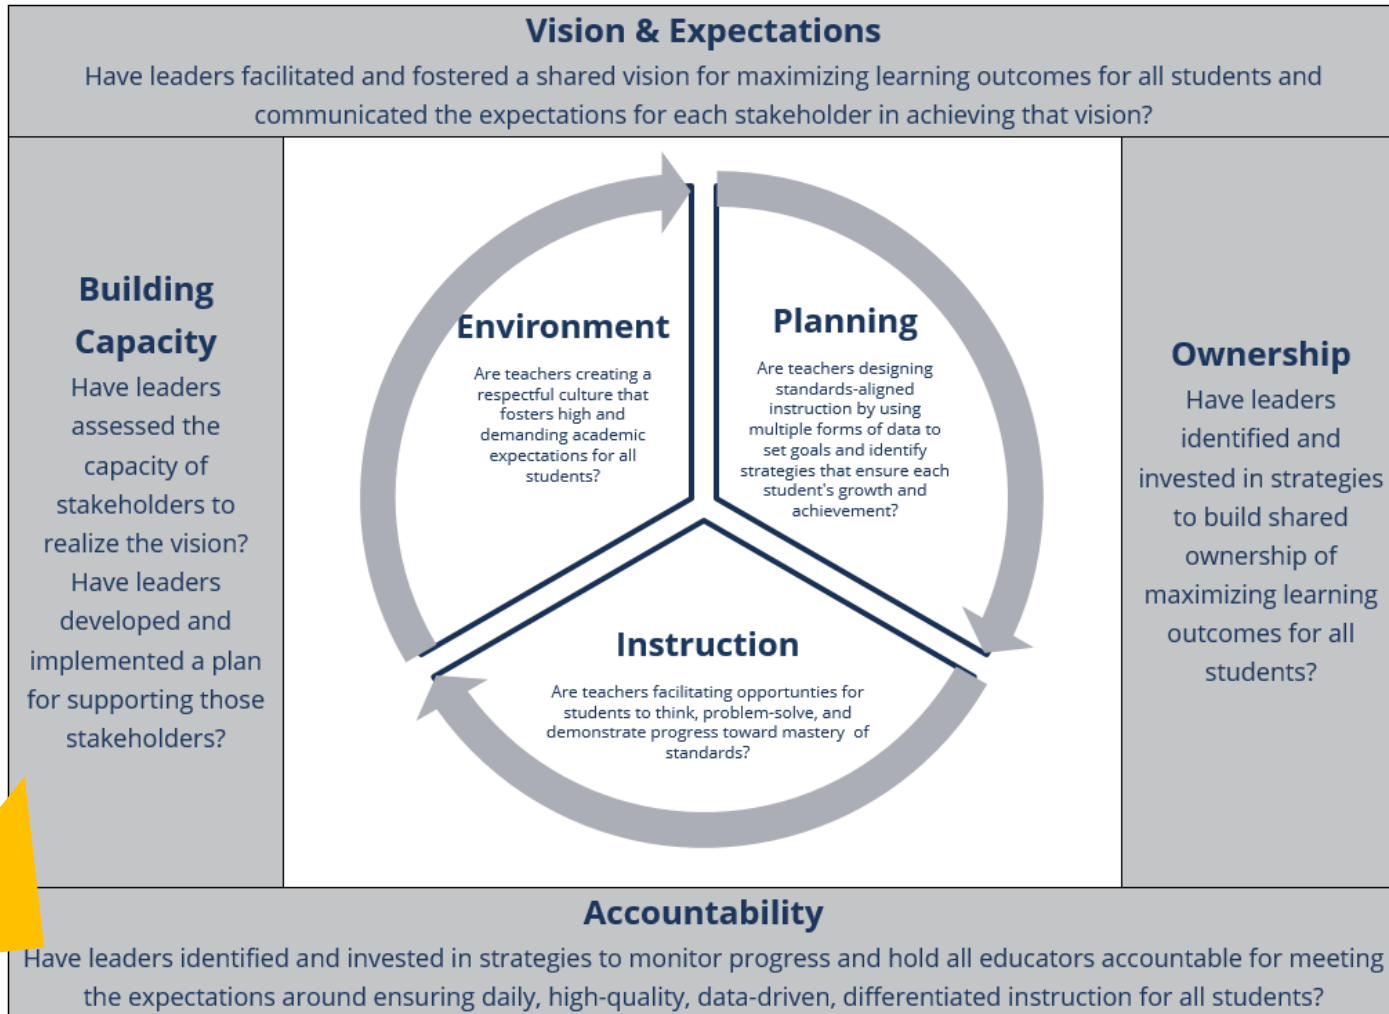 Vision & Expectations
Have leaders facilitated and fostered a shared vision for maximizing learning outcomes for all students and
communicated the expectations for each stakeholder in achieving that vision?
Building
Capacity
Have leaders
assessed the
capacity of
stakeholders to
realize the vision?
Have leaders
developed and
implemented a plan
for supporting those
stakeholders?
Environment
Are teachers creating a
respectful culture that
fosters high and
demanding academic
expectations for all
students?
Planning
Are teachers designing
standards-aligned
instruction by using
multiple forms of data to
set goals and identify
strategies that ensure each
student's growth and
achievement?
Instruction
Are teachers facilitating opportunties for
students to think, problem-solve, and
demonstrate progress toward mastery of
standards?
Ownership
Have leaders
identified and
invested in strategies
to build shared
ownership of
maximizing learning
outcomes for all
students?
Accountability
Have leaders identified and invested in strategies to monitor progress and hold all educators accountable for meeting
the expectations around ensuring daily, high-quality, data-driven, differentiated instruction for all students?